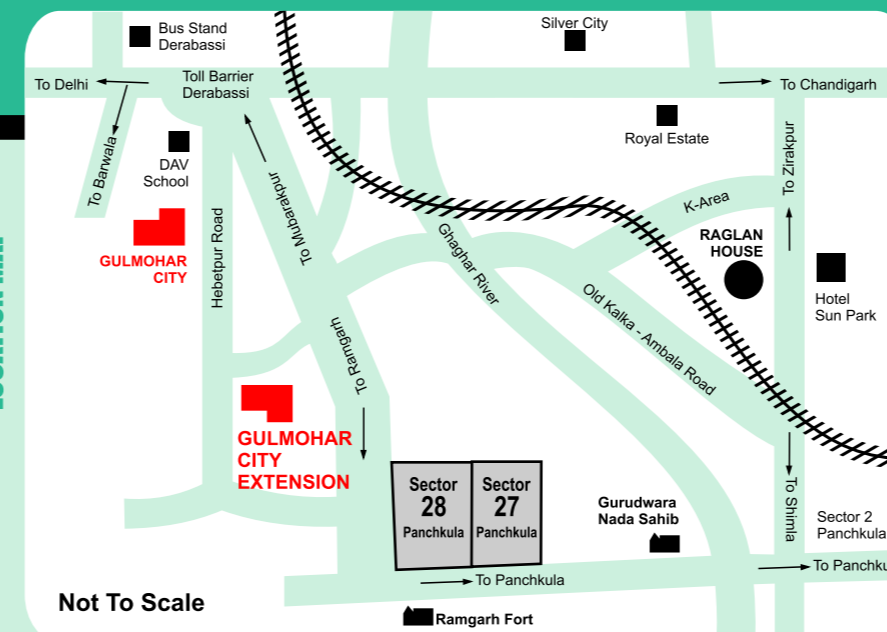 Bus Stand
Derabassi
Silver City
To Delhi
Toll Barrier
Derabassi
To Chandigarh
To Barwala
DAV
School
Royal Estate
To Zirakpur
To Mubarakpur
K-Area
GULMOHAR
CITY
Hebetpur Road
Ghaghar River
RAGLAN
HOUSE
Old Kalka - Ambala Road
Hotel
Sun Park
To Ramgarh
GULMOHAR
CITY
EXTENSION
Sector
28
Panchkula
Sector
27
Panchkula
Gurudwara
Nada Sahib
To Shimla
Sector 2
Panchkula
To Panchkula
To Panchku
Not To Scale
Ramgarh Fort